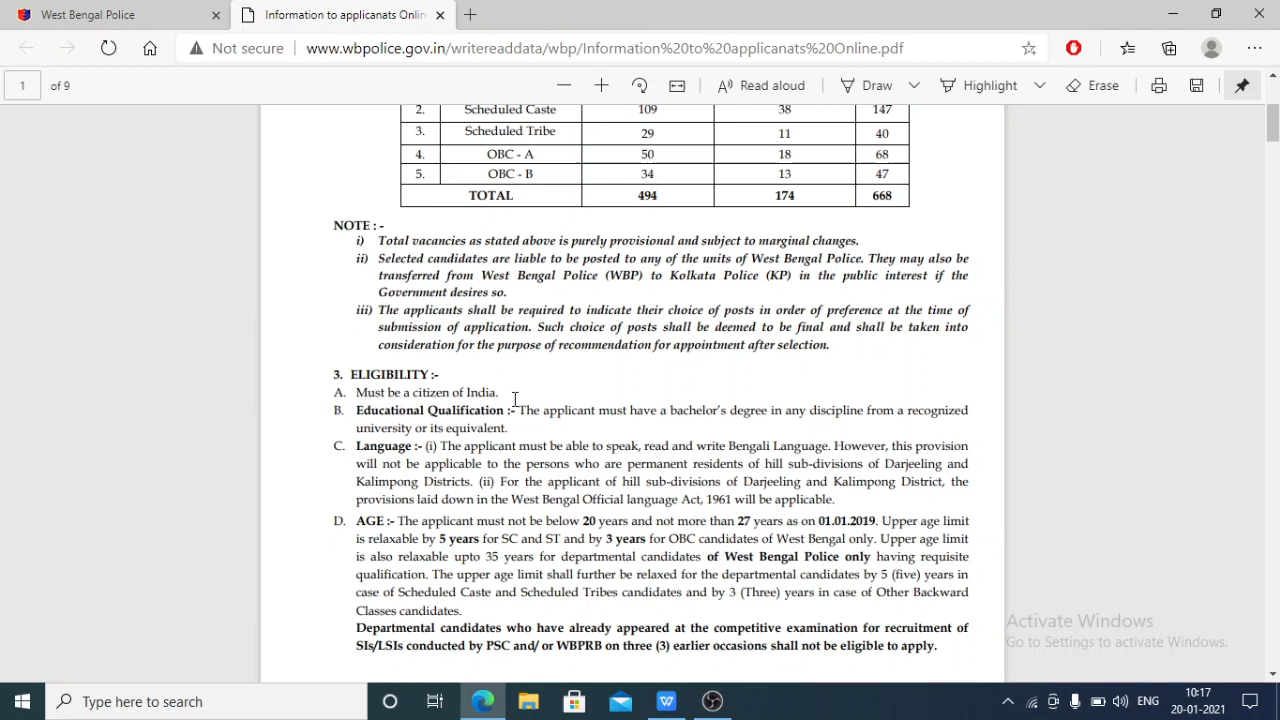 West Bengal Police
Information to applicanats Onlin
Not secure
www.wbpolice.gov.in/writereaddata/wbp/Information%20to%20applicanats%20Online.pdf
1 of 9
Read aloud
Draw
Highlight
Erase
2. Scheduled Caste 109 38 147
3. Scheduled Tribe 29 11 40
4. OBC - A 50 18 68
5. OBC - B 34 13 47
TOTAL 494 174 668
NOTE : -
i) Total vacancies as stated above is purely provisional and subject to marginal changes.
ii) Selected candidates are liable to be posted to any of the units of West Bengal Police. They may also be
transferred from West Bengal Police (WBP) to Kolkata Police (KP) in the public interest if the
Government desires so.
iii) The applicants shall be required to indicate their choice of posts in order of preference at the time of
submission of application. Such choice of posts shall be deemed to be final and shall be taken into
consideration for the purpose of recommendation for appointment after selection.
3. ELIGIBILITY :-
A. Must be a citizen of India.
B. Educational Qualification :- The applicant must have a bachelor's degree in any discipline from a recognized
university or its equivalent.
C. Language :- (i) The applicant must be able to speak, read and write Bengali Language. However, this provision
will not be applicable to the persons who are permanent residents of hill sub-divisions of Darjeeling and
Kalimpong Districts. (ii) For the applicant of hill sub-divisions of Darjeeling and Kalimpong District, the
provisions laid down in the West Bengal Official language Act, 1961 will be applicable.
D. AGE :- The applicant must not be below 20 years and not more than 27 years as on 01.01.2019. Upper age limit
is relaxable by 5 years for SC and ST and by 3 years for OBC candidates of West Bengal only. Upper age limit
is also relaxable upto 35 years for departmental candidates of West Bengal Police only having requisite
qualification. The upper age limit shall further be relaxed for the departmental candidates by 5 (five) years in
case of Scheduled Caste and Scheduled Tribes candidates and by 3 (Three) years in case of Other Backward
Classes candidates.
Departmental candidates who have already appeared at the competitive examination for recruitment of
SIs/LSIs conducted by PSC and/ or WBPRB on three (3) earlier occasions shall not be eligible to apply.
Activate Windows
Go to Settings to activate Windows.
Type here to search
ENG
10:17
20-01-2021